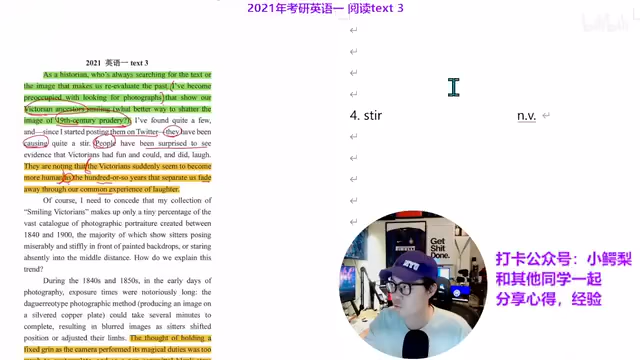 2021年考研英语一 阅读text 3
bilibili
2021 英语一 text 3
As a historian, who's always searching for the text or
the image that makes us re-evaluate the past, I've become
preoccupied with looking for photographs that show our
Victorian ancestors smiling (what better way to shatter the
image of 19th-century prudery?). I've found quite a few,
and—since I started posting them on Twitter—they have been
causing quite a stir. People have been surprised to see
evidence that Victorians had fun and could, and did, laugh.
They are noting that the Victorians suddenly seem to become
more human as the hundred-or-so years that separate us fade
away through our common experience of laughter.
Of course, I need to concede that my collection of
"Smiling Victorians" makes up only a tiny percentage of the
vast catalogue of photographic portraiture created between
1840 and 1900, the majority of which show sitters posing
miserably and stiffly in front of painted backdrops, or staring
absently into the middle distance. How do we explain this
trend?
During the 1840s and 1850s, in the early days of
photography, exposure times were notoriously long: the
daguerreotype photographic method (producing an image on
a silvered copper plate) could take several minutes to
complete, resulting in blurred images as sitters shifted
position or adjusted their limbs. The thought of holding a
fixed grin as the camera performed its magical duties was too
4. stir n.v.
Get
Shit
Done.
打卡公众号：小鳄梨
和其他同学一起
分享心得，经验